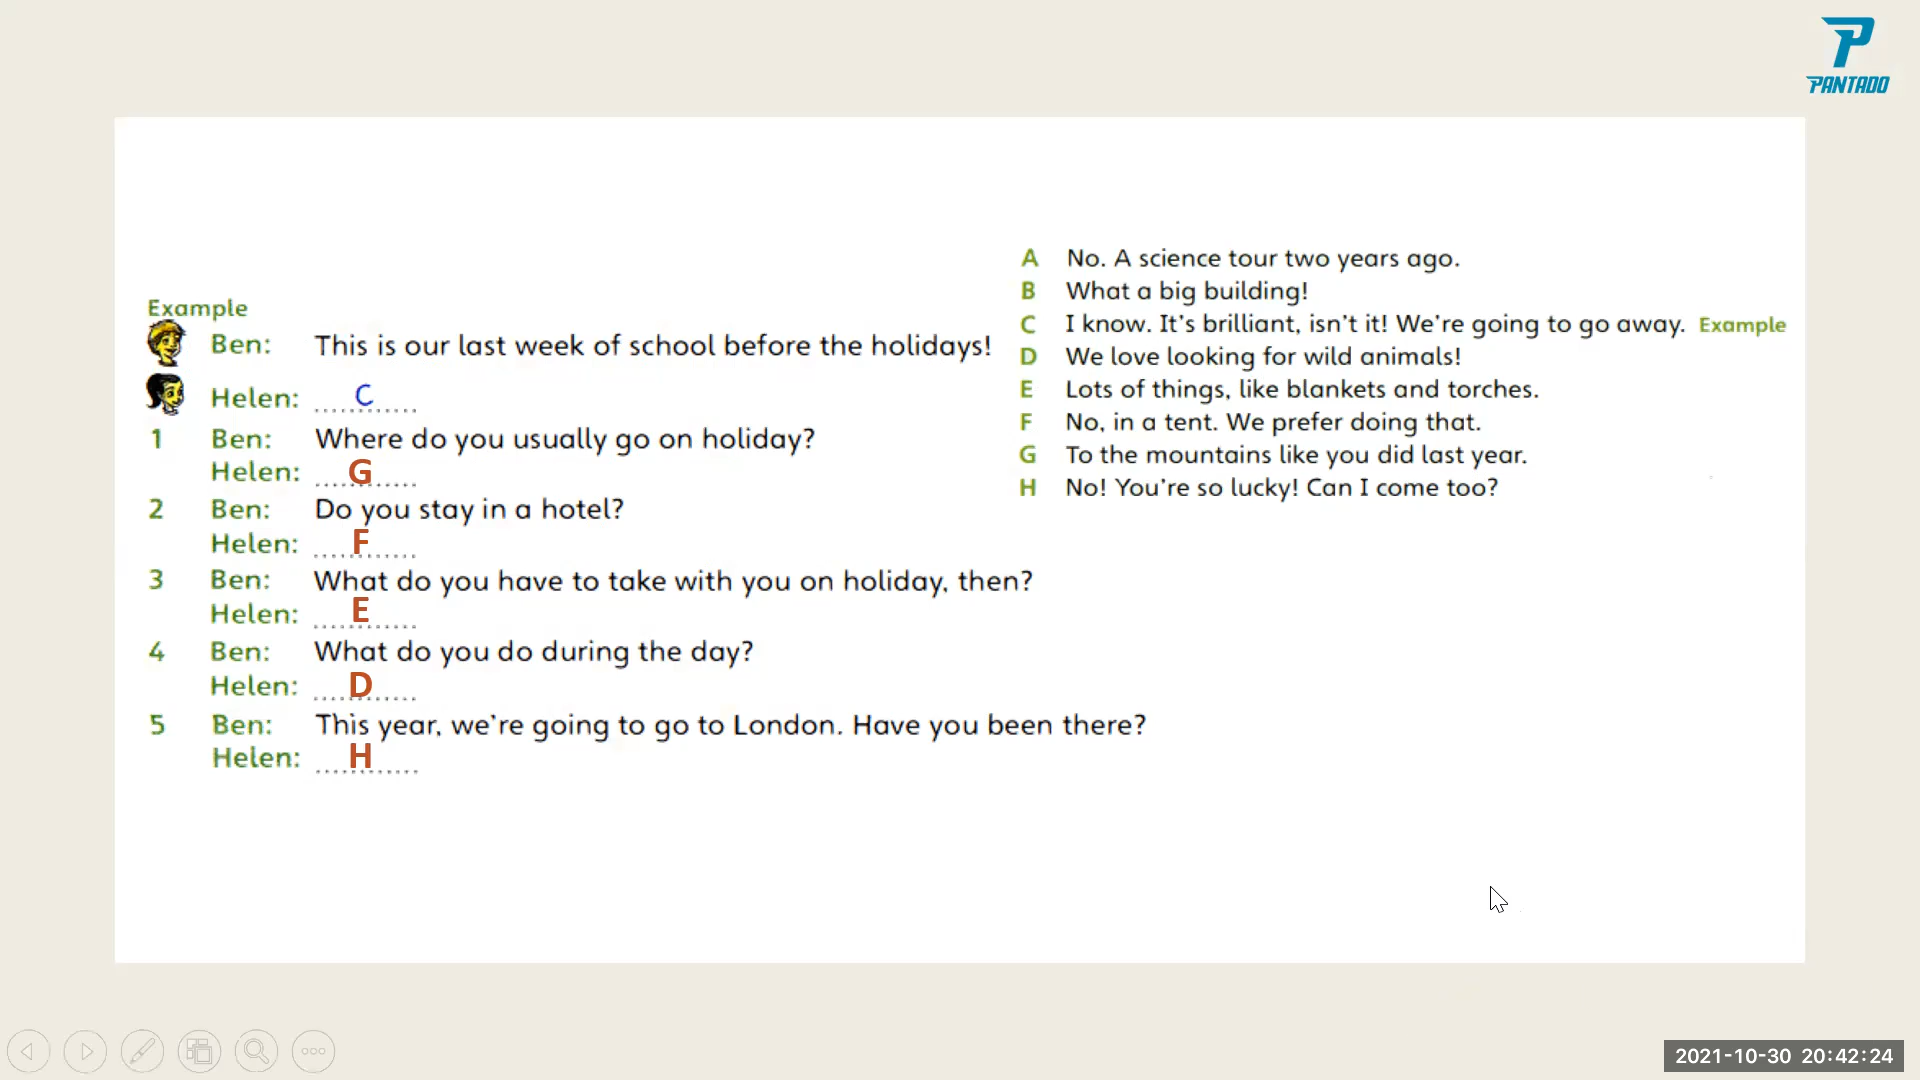 PANTADO
Example
Ben: This is our last week of school before the holidays!
Helen: C
1 Ben: Where do you usually go on holiday?
Helen: G
2 Ben: Do you stay in a hotel?
Helen: F
3 Ben: What do you have to take with you on holiday, then?
Helen: E
4 Ben: What do you do during the day?
Helen: D
5 Ben: This year, we're going to go to London. Have you been there?
Helen: H
A No. A science tour two years ago.
B What a big building!
C I know. It's brilliant, isn't it! We're going to go away. Example
D We love looking for wild animals!
E Lots of things, like blankets and torches.
F No, in a tent. We prefer doing that.
G To the mountains like you did last year.
H No! You're so lucky! Can I come too?
2021-10-30 20:42:24